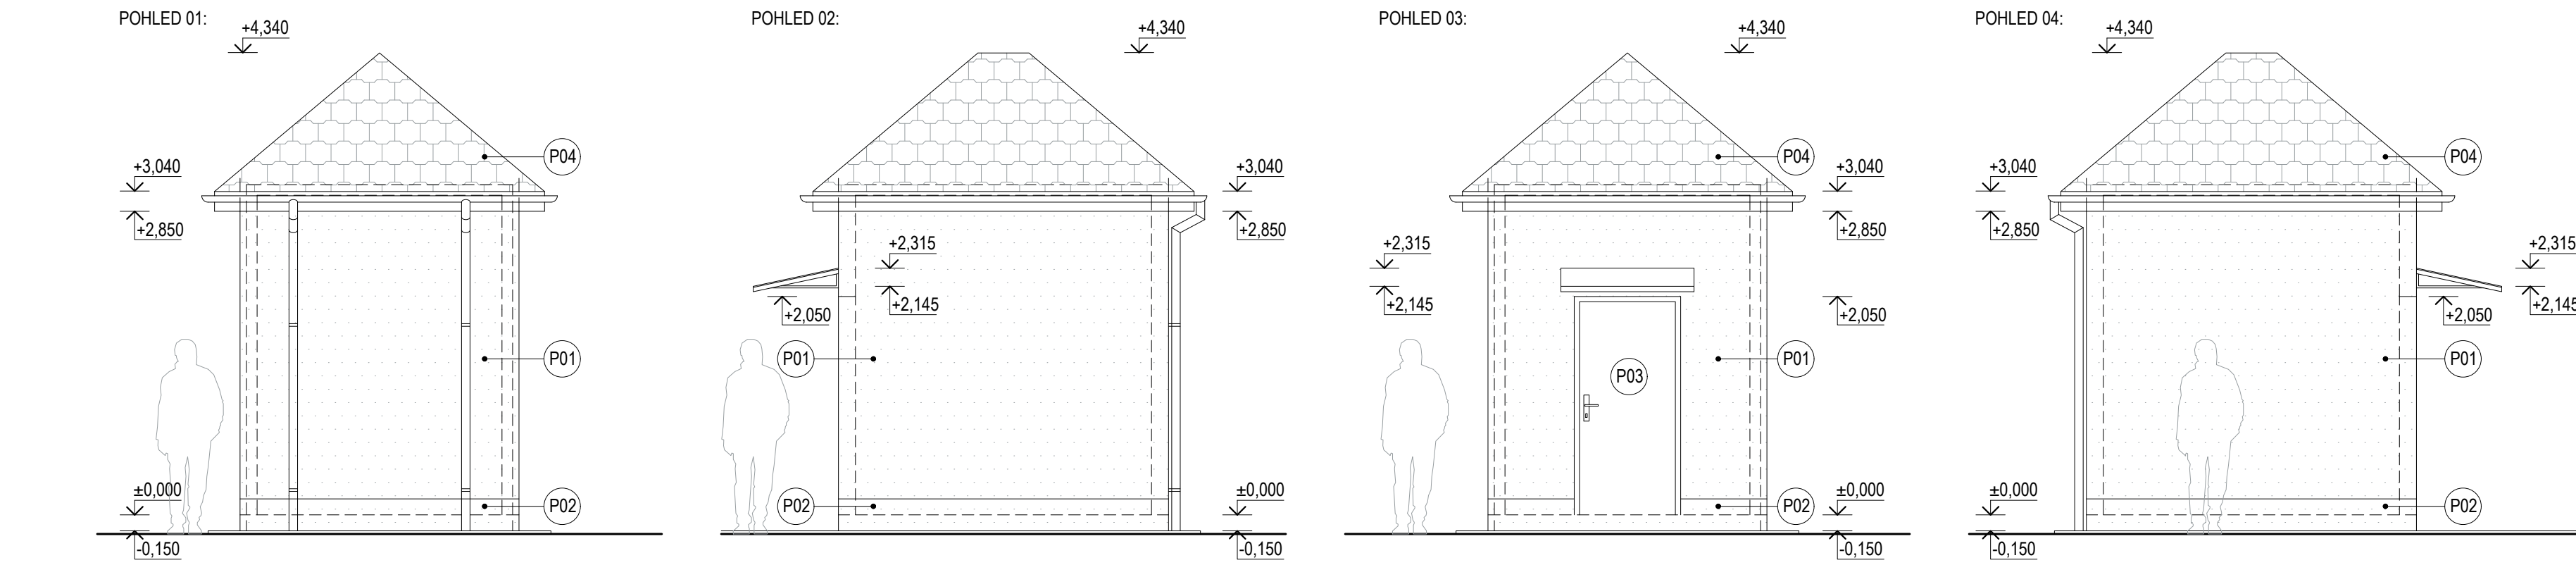 POHLED 01:
+4,340
P04
+3,040
+2,850
P01
±0,000
P02
-0,150
POHLED 02:
+4,340
+3,040
+2,850
+2,315
+2,145
+2,050
P01
±0,000
P02
-0,150
POHLED 03:
+4,340
P04
+3,040
+2,850
+2,315
+2,145
+2,050
P01
P03
±0,000
P02
-0,150
POHLED 04:
+4,340
P04
+3,040
+2,850
+2,315
+2,145
+2,050
P01
±0,000
P02
-0,150